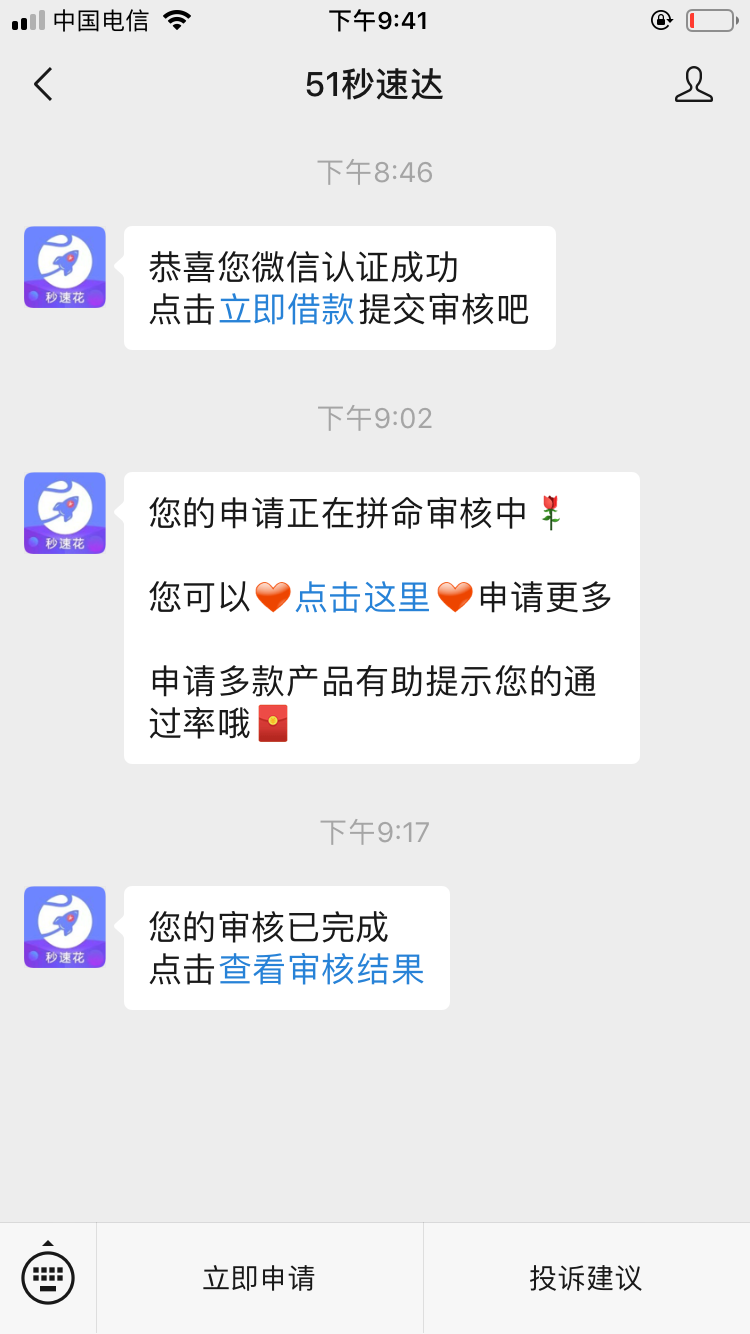 中国电信
下午9:41
51秒速达
下午8:46
秒速花
恭喜您微信认证成功
点击立即借款提交审核吧
下午9:02
秒速花
您的申请正在拼命审核中
您可以点击这里申请更多
申请多款产品有助提示您的通
过率哦
下午9:17
秒速花
您的审核已完成
点击查看审核结果
立即申请
投诉建议